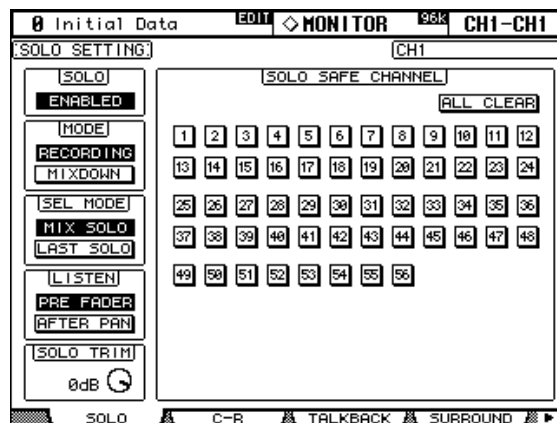 0 Initial Data EDIT ◇MONITOR 96k CH1-CH1
SOLO SETTING CH1
SOLO
ENABLED
MODE
RECORDING
MIXDOWN
SEL MODE
MIX SOLO
LAST SOLO
LISTEN
PRE FADER
AFTER PAN
SOLO TRIM
0dB
SOLO SAFE CHANNEL
ALL CLEAR
1 2 3 4 5 6 7 8 9 10 11 12
13 14 15 16 17 18 19 20 21 22 23 24
25 26 27 28 29 30 31 32 33 34 35 36
37 38 39 40 41 42 43 44 45 46 47 48
49 50 51 52 53 54 55 56
SOLO C-R TALKBACK SURROUND